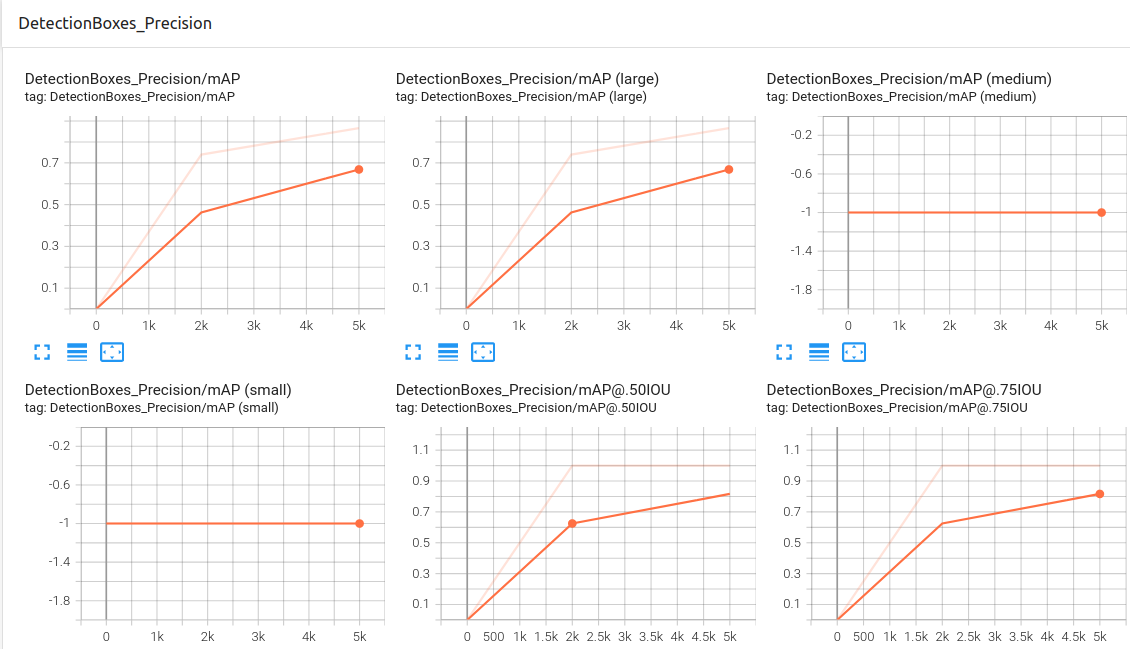 DetectionBoxes_Precision
DetectionBoxes_Precision/mAP
tag: DetectionBoxes_Precision/mAP
0.7
0.5
0.3
0.1
0 1k 2k 3k 4k 5k
DetectionBoxes_Precision/mAP (large)
tag: DetectionBoxes_Precision/mAP (large)
0.7
0.5
0.3
0.1
0 1k 2k 3k 4k 5k
DetectionBoxes_Precision/mAP (medium)
tag: DetectionBoxes_Precision/mAP (medium)
-0.2
-0.6
-1
-1.4
-1.8
0 1k 2k 3k 4k 5k
DetectionBoxes_Precision/mAP (small)
tag: DetectionBoxes_Precision/mAP (small)
-0.2
-0.6
-1
-1.4
-1.8
0 1k 2k 3k 4k 5k
DetectionBoxes_Precision/mAP@.50IOU
tag: DetectionBoxes_Precision/mAP@.50IOU
1.1
0.9
0.7
0.5
0.3
0.1
0 500 1k 1.5k 2k 2.5k 3k 3.5k 4k 4.5k 5k
DetectionBoxes_Precision/mAP@.75IOU
tag: DetectionBoxes_Precision/mAP@.75IOU
1.1
0.9
0.7
0.5
0.3
0.1
0 500 1k 1.5k 2k 2.5k 3k 3.5k 4k 4.5k 5k